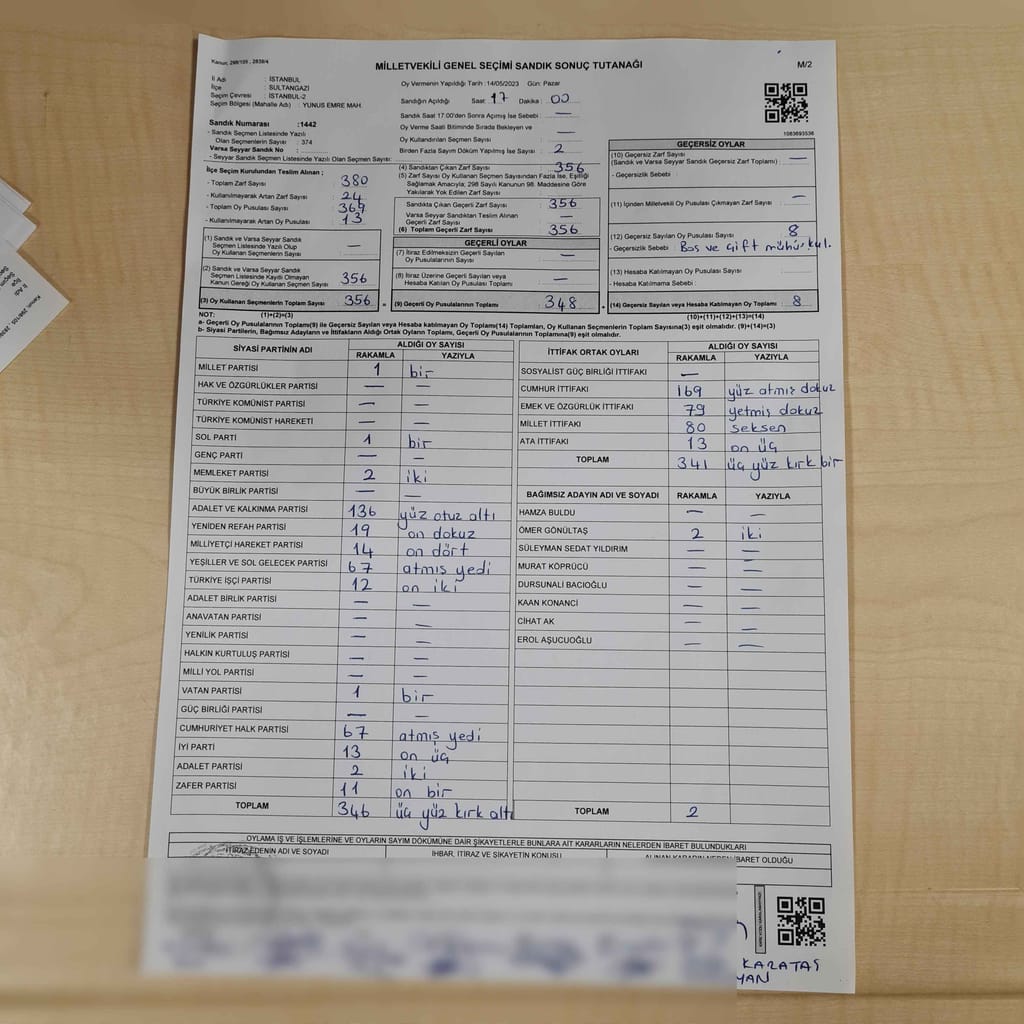 Kanun; 298/105 , 2839/4
MİLLETVEKİLİ GENEL SEÇİMİ SANDIK SONUÇ TUTANAĞI
M/2
İl Adı : İSTANBUL
İlçe : SULTANGAZİ
Seçim Çevresi : İSTANBUL-2
Seçim Bölgesi (Mahalle Adı) : YUNUS EMRE MAH.
Sandık Numarası :1442
- Sandık Seçmen Listesinde Yazılı
Olan Seçmenlerin Sayısı : 374
Varsa Seyyar Sandık No :
- Seyyar Sandık Seçmen Listesinde Yazılı Olan Seçmen Sayısı:
İlçe Seçim Kurulundan Teslim Alınan ;
- Toplam Zarf Sayısı : 380
- Kullanılmayarak Artan Zarf Sayısı : 24
- Toplam Oy Pusulası Sayısı : 369
- Kullanılmayarak Artan Oy Pusulası : 13
(1) Sandık ve Varsa Seyyar Sandık
Seçmen Listesinde Yazılı Olup
Oy Kullanan Seçmenlerin Sayısı —
(2) Sandık ve Varsa Seyyar Sandık
Seçmen Listesinde Kayıtlı Olmayan
Kanun Gereği Oy Kullanan Seçmen Sayısı 356
(3) Oy Kullanan Seçmenlerin Toplam Sayısı 356 =
Oy Vermenin Yapıldığı Tarih :14/05/2023 Gün: Pazar
Sandığın Açıldığı Saat: 17 Dakika : 00
Sandık Saat 17:00'den Sonra Açımış İse Sebebi : —
Oy Verme Saati Bitiminde Sırada Bekleyen ve
Oy Kullandırılan Seçmen Sayısı : —
Birden Fazla Sayım Döküm Yapılmış İse Sayısı : 2
(4) Sandıktan Çıkan Zarf Sayısı : 356
(5) Zarf Sayısı Oy Kullanan Seçmen Sayısından Fazla İse, Eşitliği
Sağlamak Amacıyla, 298 Sayılı Kanunun 98. Maddesine Göre
Yakılarak Yok Edilen Zarf Sayısı :
Sandıkta Çıkan Geçerli Zarf Sayısı : 356
Varsa Seyyar Sandıktan Teslim Alınan
Geçerli Zarf Sayısı : —
(6) Toplam Geçerli Zarf Sayısı : 356
GEÇERLİ OYLAR
(7) İtiraz Edilmeksizin Geçerli Sayılan
Oy Pusulalarının Sayısı : —
(8) İtiraz Üzerine Geçerli Sayılan veya
Hesaba Katılan Oy Pusulası Sayısı : —
(9) Geçerli Oy Pusulalarının Toplamı : 348 +
1083693536
GEÇERSİZ OYLAR
(10) Geçersiz Zarf Sayısı
(Sandık ve Varsa Seyyar Sandık Geçersiz Zarf Toplamı) : —
- Geçersizlik Sebebi :
(11) İçinden Milletvekili Oy Pusulası Çıkmayan Zarf Sayısı : —
(12) Geçersiz Sayılan Oy Pusulası Sayısı : 8
- Geçersizlik Sebebi : Boş ve çift mühür kul.
(13) Hesaba Katılmayan Oy Pusulası Sayısı :
- Hesaba Katılmama Sebebi :
(14) Geçersiz Sayılan veya Hesaba Katılmayan Oy Toplamı : 8
NOT: (1)+(2)=(3) (10)+(11)+(12)+(13)=(14)
a- Geçerli Oy Pusulalarının Toplamı(9) ile Geçersiz Sayılan veya Hesaba katılmayan Oy Toplamı(14) Toplamları, Oy Kullanan Seçmenlerin Toplam Sayısına(3) eşit olmalıdır. (9)+(14)=(3)
b- Siyasi Partilerin, Bağımsız Adayların ve İttifakların Aldığı Ortak Oyların Toplamı, Geçerli Oy Pusulalarının Toplamına(9) eşit olmalıdır.
SİYASİ PARTİNİN ADI ALDIĞI OY SAYISI
RAKAMLA YAZIYLA
MİLLET PARTİSİ 1 bir
HAK VE ÖZGÜRLÜKLER PARTİSİ — —
TÜRKİYE KOMÜNİST PARTİSİ — —
TÜRKİYE KOMÜNİST HAREKETİ — —
SOL PARTİ 1 bir
GENÇ PARTİ — —
MEMLEKET PARTİSİ 2 iki
BÜYÜK BİRLİK PARTİSİ — —
ADALET VE KALKINMA PARTİSİ 136 yüz otuz altı
YENİDEN REFAH PARTİSİ 19 on dokuz
MİLLİYETÇİ HAREKET PARTİSİ 14 on dört
YEŞİLLER VE SOL GELECEK PARTİSİ 67 atmış yedi
TÜRKİYE İŞÇİ PARTİSİ 12 on iki
ADALET BİRLİK PARTİSİ — —
ANAVATAN PARTİSİ — —
YENİLİK PARTİSİ — —
HALKIN KURTULUŞ PARTİSİ — —
MİLLİ YOL PARTİSİ — —
VATAN PARTİSİ 1 bir
GÜÇ BİRLİĞİ PARTİSİ — —
CUMHURİYET HALK PARTİSİ 67 atmış yedi
İYİ PARTİ 13 on üç
ADALET PARTİSİ 2 iki
ZAFER PARTİSİ 11 on bir
TOPLAM 346 üç yüz kırk altı
İTTİFAK ORTAK OYLARI ALDIĞI OY SAYISI
RAKAMLA YAZIYLA
SOSYALİST GÜÇ BİRLİĞİ İTTİFAKI —
CUMHUR İTTİFAKI 169 yüz atmış dokuz
EMEK VE ÖZGÜRLÜK İTTİFAKI 79 yetmiş dokuz
MİLLET İTTİFAKI 80 seksen
ATA İTTİFAKI 13 on üç
TOPLAM 341 üç yüz kırk bir
BAĞIMSIZ ADAYIN ADI VE SOYADI RAKAMLA YAZIYLA
HAMZA BULDU — —
ÖMER GÖNÜLTAŞ 2 iki
SÜLEYMAN SEDAT YILDIRIM — —
MURAT KÖPRÜCÜ — —
DURSUNALİ BACIOĞLU — —
KAAN KONANCİ — —
CİHAT AK — —
EROL AŞUCUOĞLU — —
TOPLAM 2
OYLAMA İŞ VE İŞLEMLERİNE VE OYLARIN SAYIM DÖKÜMÜNE DAİR ŞİKAYETLERLE BUNLARA AİT KARARLARIN NELERDEN İBARET BULUNDUKLARI
İTİRAZ EDENİN ADI VE SOYADI İHBAR, İTİRAZ VE ŞİKAYETİN KONUSU ALINAN KARARIN NEDEN İBARET OLDUĞU
KARATAŞ